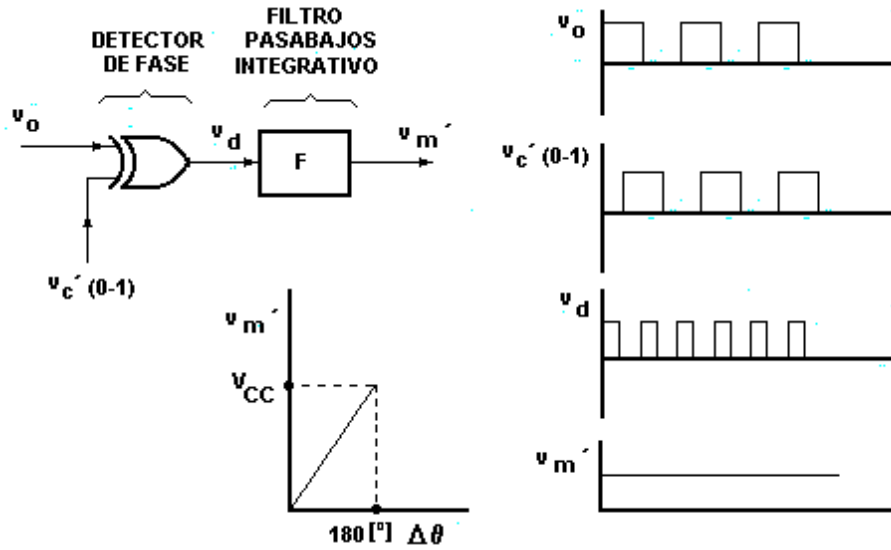 DETECTOR
DE FASE
FILTRO
PASABAJOS
INTEGRATIVO
v o
v d
F
v m ´
v c ´ (0-1)
v m ´
V CC
180 [º] Δθ
v o
v c ´ (0-1)
v d
v m ´